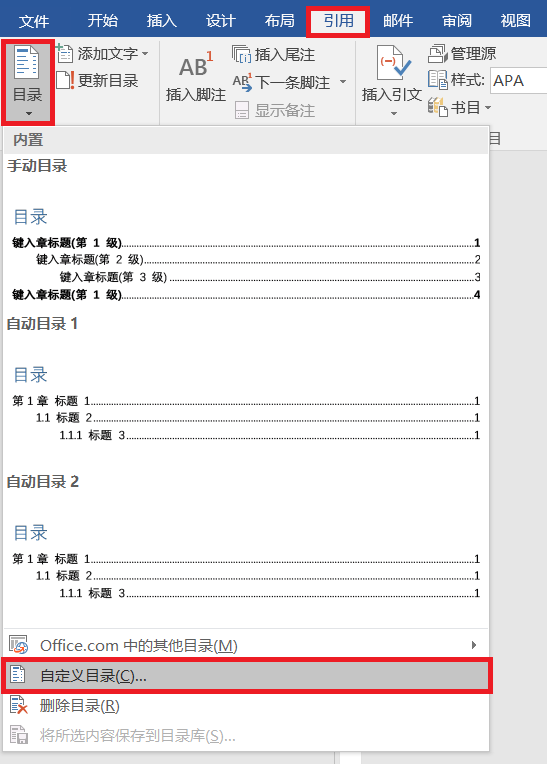 文件 开始 插入 设计 布局 引用 邮件 审阅 视图
目录
添加文字
更新目录
AB1
插入脚注
插入尾注
AB1 下一条脚注
显示备注
(-)
插入引文
管理源
样式: APA
书目
目
内置
手动目录
目录
键入章标题(第 1 级)........1
键入章标题(第 2 级)........2
键入章标题(第 3 级)........3
键入章标题(第 1 级)........4
自动目录 1
目录
第 1 章 标题 1........1
1.1 标题 2........1
1.1.1 标题 3........1
自动目录 2
目录
第 1 章 标题 1........1
1.1 标题 2........1
1.1.1 标题 3........1
Office.com 中的其他目录(M)
自定义目录(C)...
删除目录(R)
将所选内容保存到目录库(S)...